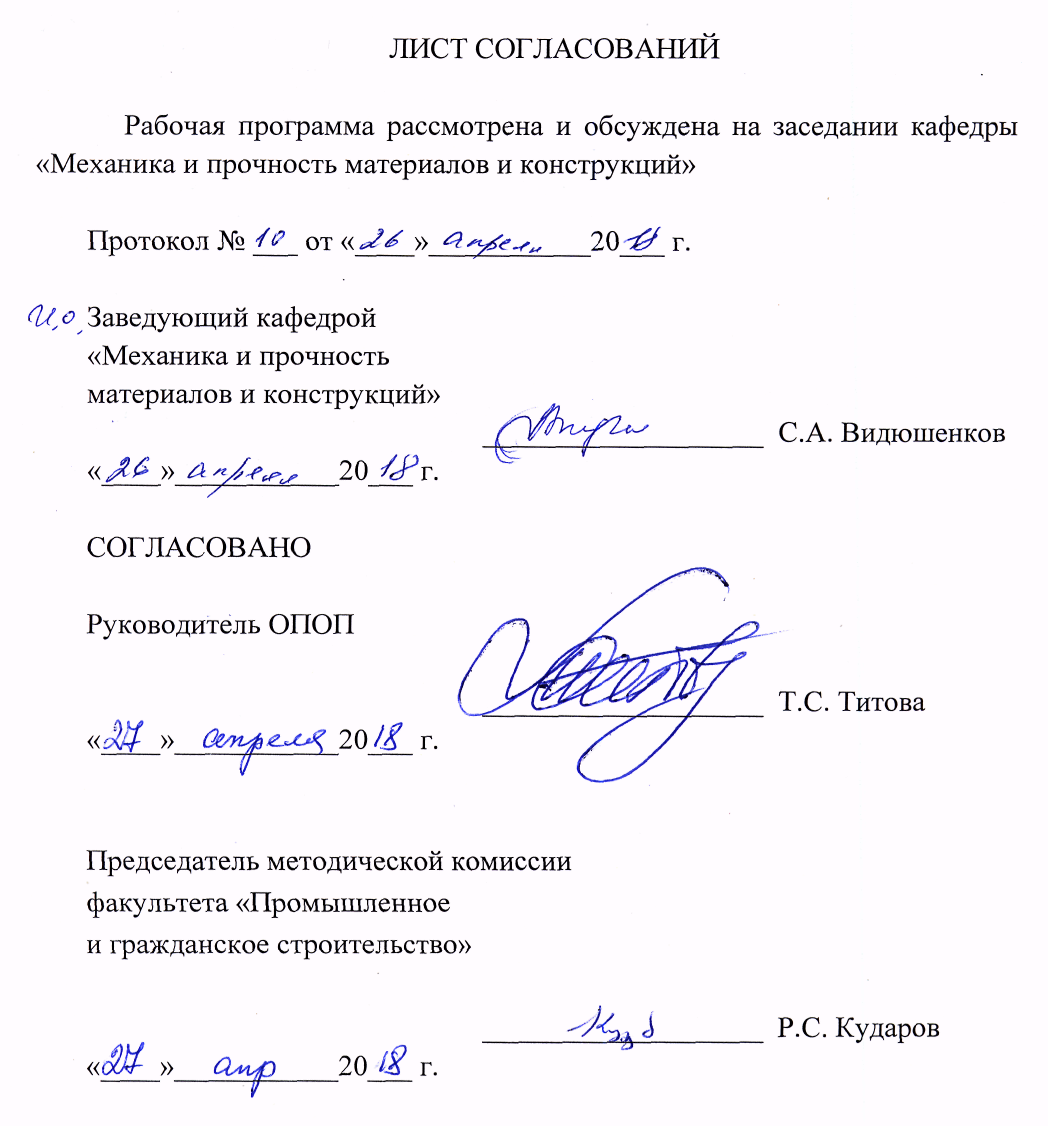 ЛИСТ СОГЛАСОВАНИЙ
Рабочая программа рассмотрена и обсуждена на заседании кафедры
«Механика и прочность материалов и конструкций»
Протокол № 10 от «26» апреля 2018 г.
И,О, Заведующий кафедрой
«Механика и прочность
материалов и конструкций»
С.А. Видюшенков
«26» апреля 2018 г.
СОГЛАСОВАНО
Руководитель ОПОП
Т.С. Титова
«27» апреля 2018 г.
Председатель методической комиссии
факультета «Промышленное
и гражданское строительство»
Р.С. Кударов
«27» апр 2018 г.